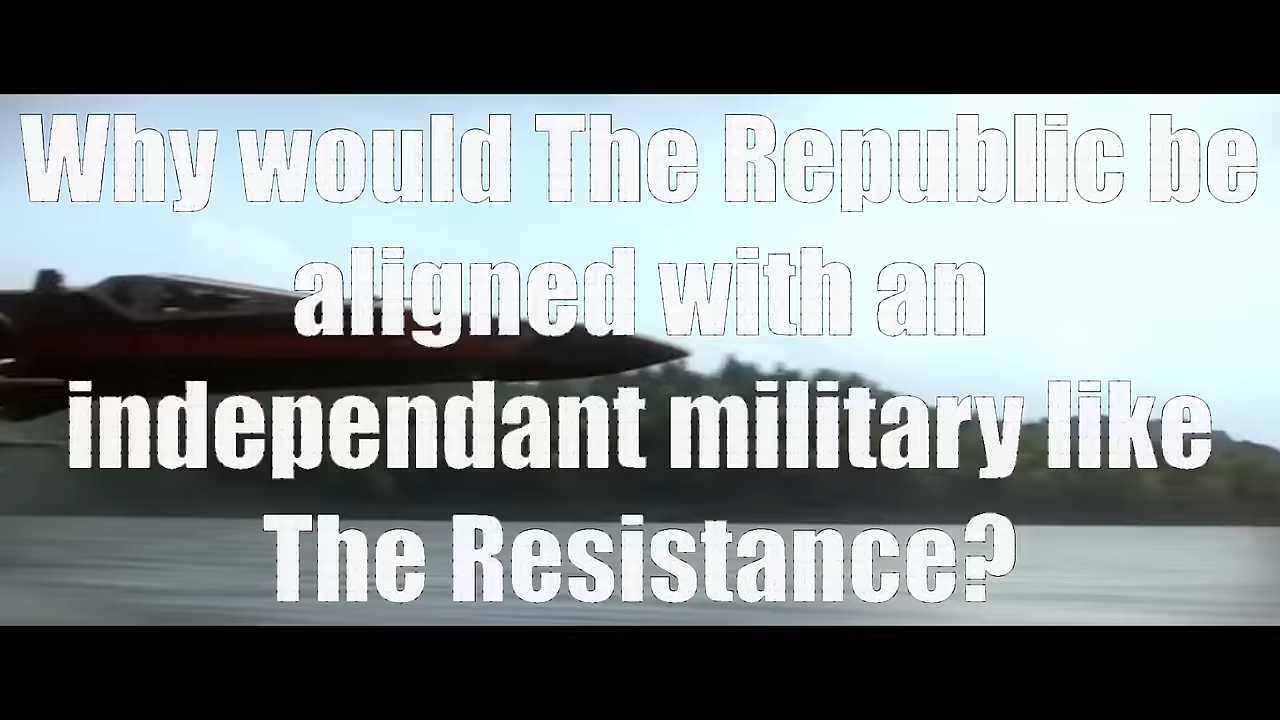 Why would The Republic be
aligned with an
independant military like
The Resistance?